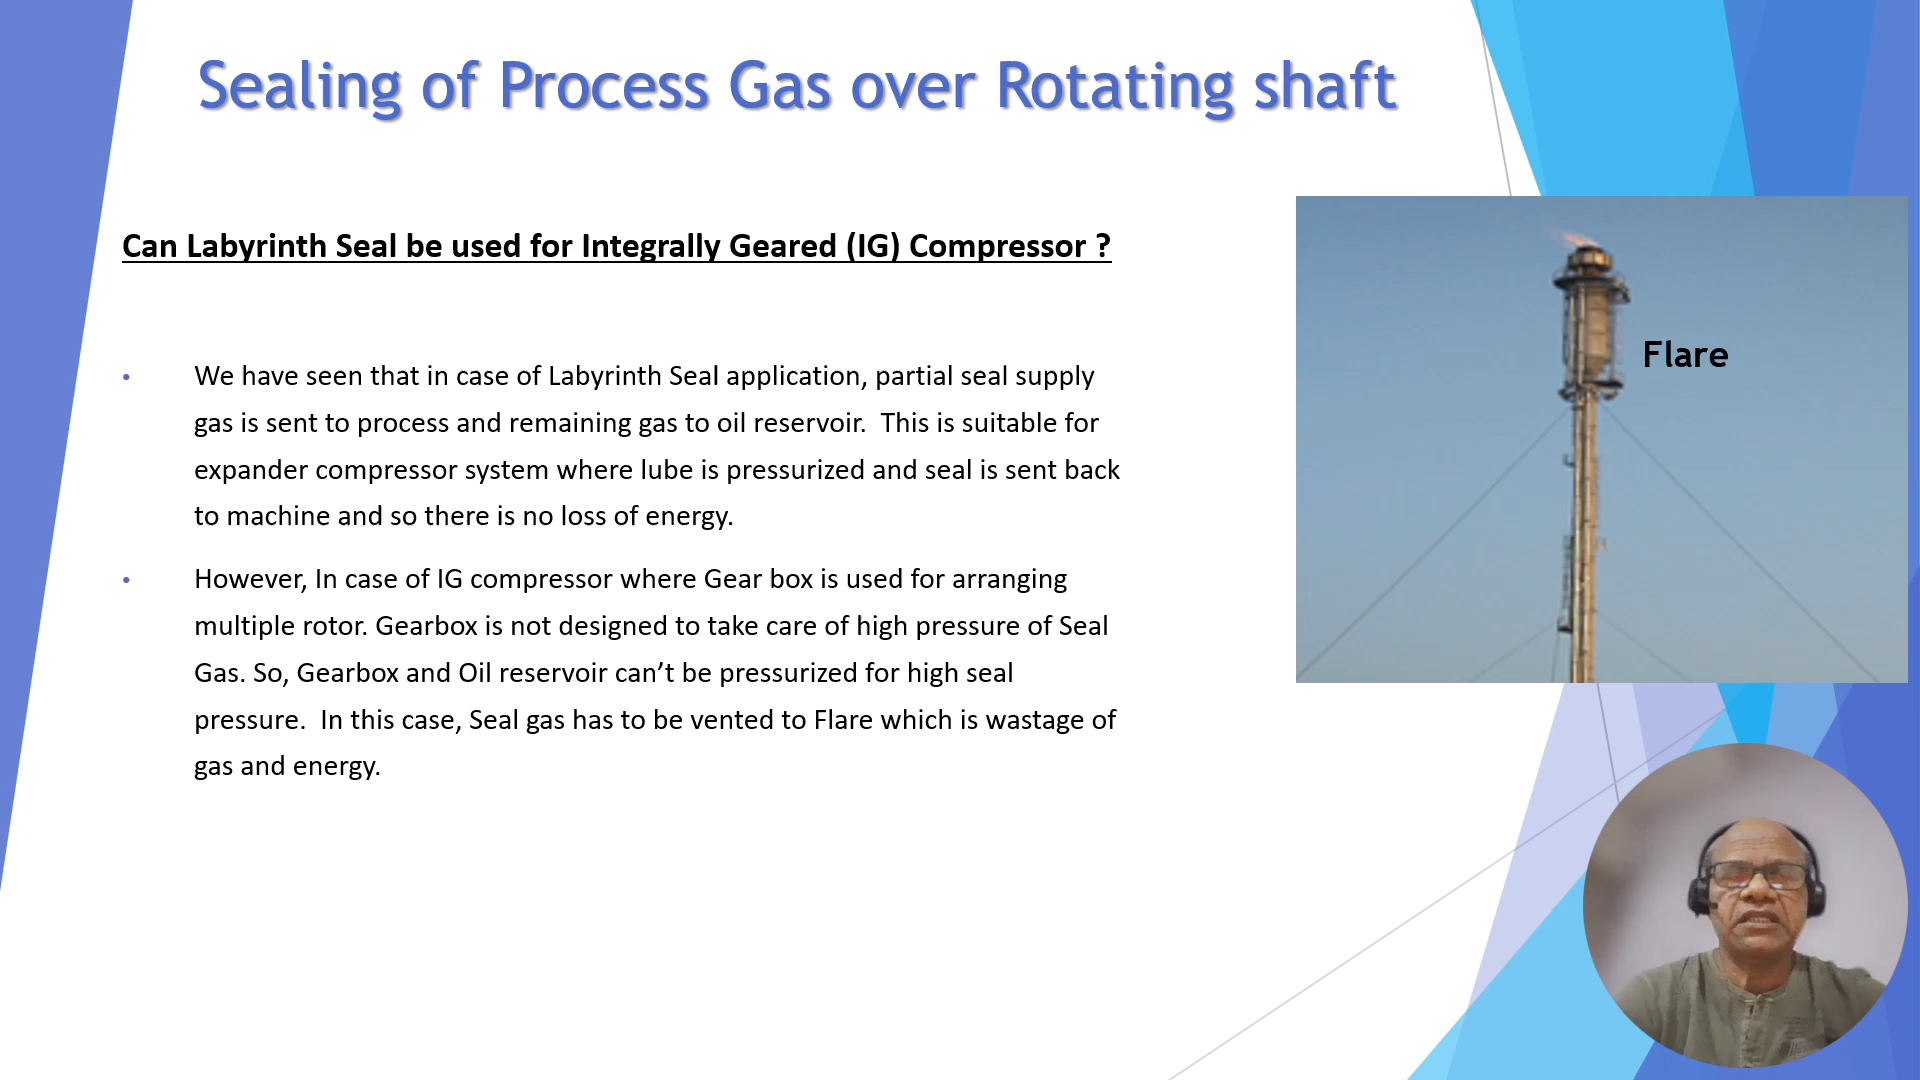 Sealing of Process Gas over Rotating shaft
Can Labyrinth Seal be used for Integrally Geared (IG) Compressor ?
• We have seen that in case of Labyrinth Seal application, partial seal supply
gas is sent to process and remaining gas to oil reservoir.  This is suitable for
expander compressor system where lube is pressurized and seal is sent back
to machine and so there is no loss of energy.
• However, In case of IG compressor where Gear box is used for arranging
multiple rotor. Gearbox is not designed to take care of high pressure of Seal
Gas. So, Gearbox and Oil reservoir can’t be pressurized for high seal
pressure.  In this case, Seal gas has to be vented to Flare which is wastage of
gas and energy.
Flare